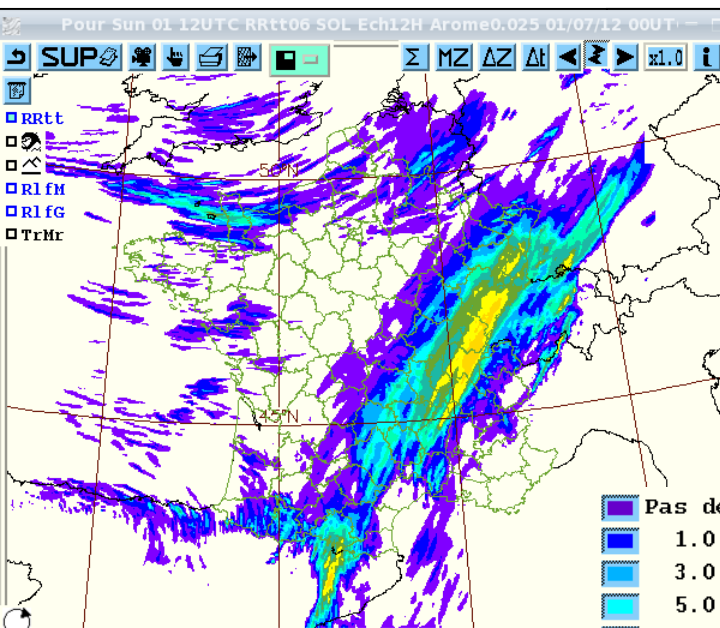 Pour Sun 01 12UTC RRtt06 SOL Ech12H Arome0.025 01/07/12 00UT
SUP Σ MZ ΔZ Δt x1.0 i
RRtt
RlfM
RlfG
TrMr
45°N
Pas de
1.0
3.0
5.0